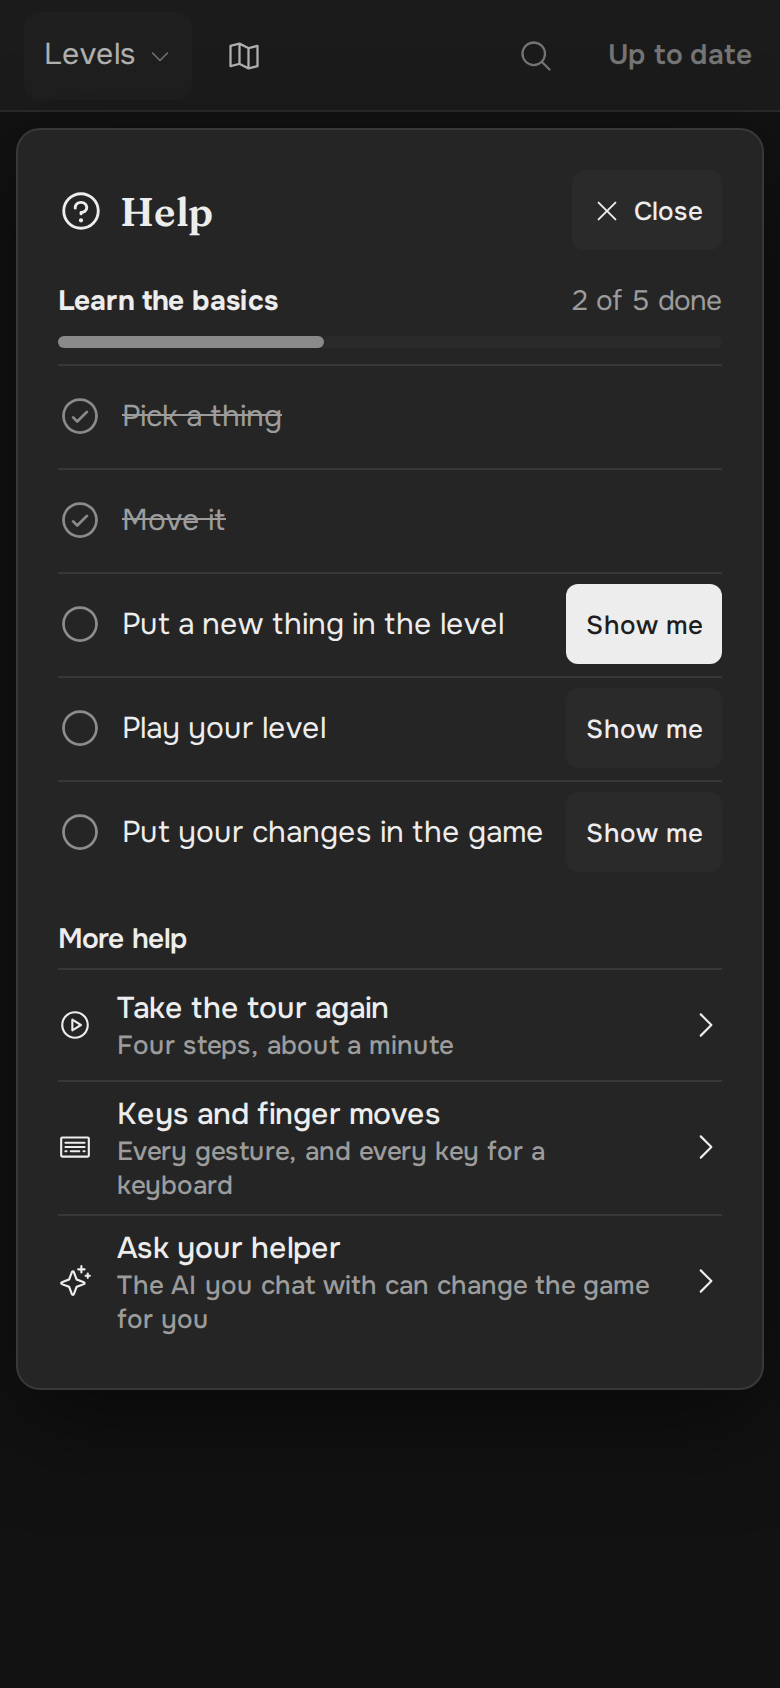 Levels
Up to date
Help
Close
Learn the basics
2 of 5 done
Pick a thing
Move it
Put a new thing in the level
Show me
Play your level
Show me
Put your changes in the game
Show me
More help
Take the tour again
Four steps, about a minute
Keys and finger moves
Every gesture, and every key for a
keyboard
Ask your helper
The AI you chat with can change the game
for you